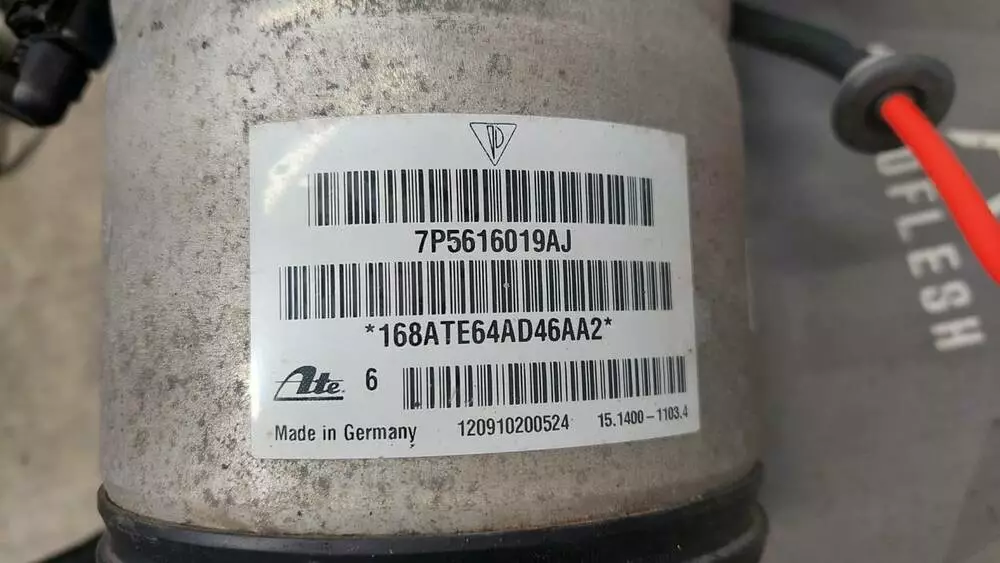 7P5616019AJ
*168ATE64AD46AA2*
Ate 6
Made in Germany 120910200524 15.1400-1103.4